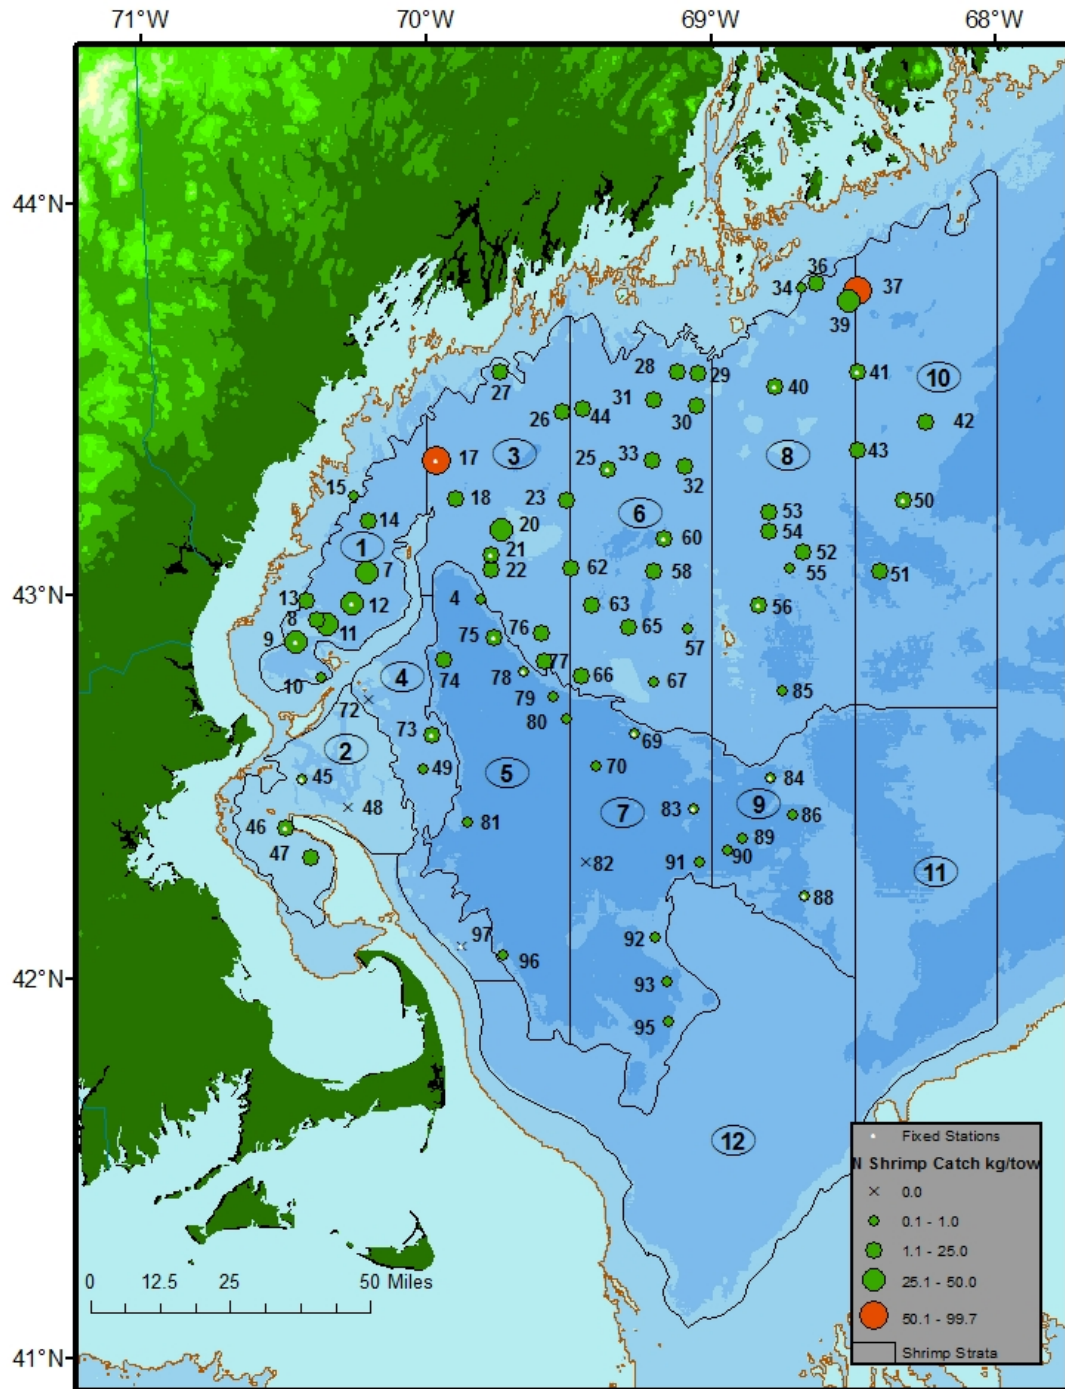 71°W 70°W 69°W 68°W
44°N
36
34 37
39
28 29 41 10
27 40
31 42
26 44 30
3 8 43
17 25 33
32
15 18 23 50
14 20 6 53
54
1 21 60 52
7 22 62 58 55 51
13 12 63 56
43°N
8 4 65
11 75 76 57
9
4 77
10 74 78 66 67 85
72 79
80
2 73 69
49 5 70 84
45 83 9 86
48 7
46 81 89
90
47 82 91 11
88
97 92
96
42°N
93
95
12
Fixed Stations
N Shrimp Catch kg/tow
0.0
0.1 - 1.0
1.1 - 25.0
25.1 - 50.0
50.1 - 99.7
Shrimp Strata
0 12.5 25 50 Miles
41°N